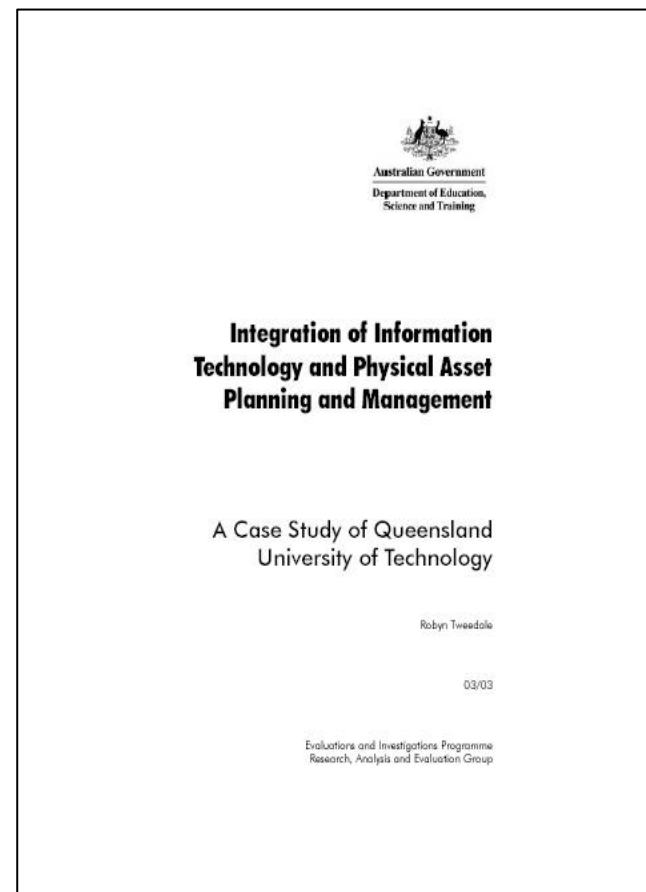 Australian Government
Department of Education,
Science and Training
Integration of Information
Technology and Physical Asset
Planning and Management
A Case Study of Queensland
University of Technology
Robyn Tweedale
03/03
Evaluations and Investigations Programme
Research, Analysis and Evaluation Group